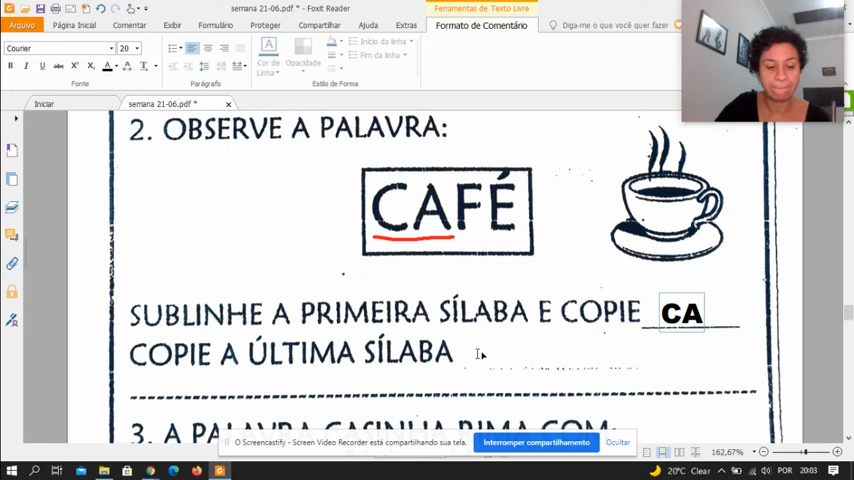 semana 21-06.pdf * - Foxit Reader
Ferramentas de Texto Livre
Arquivo Página Inicial Comentar Exibir Formulário Proteger Compartilhar Ajuda Extras Formato de Comentário Diga-me o que você quer fazer
Courier 20
Cor de Linha
Opacidade
Início da linha
Fim da linha
Fonte Parágrafo Estilo de Forma
Iniciar semana 21-06.pdf *
2. OBSERVE A PALAVRA:
CAFÉ
SUBLINHE A PRIMEIRA SÍLABA E COPIE CA
COPIE A ÚLTIMA SÍLABA
3. A PALAVRA CASINHA RIMA COM:
O Screencastify - Screen Video Recorder está compartilhando sua tela. Interromper compartilhamento Ocultar
162,67%
20°C Clear POR 20:03